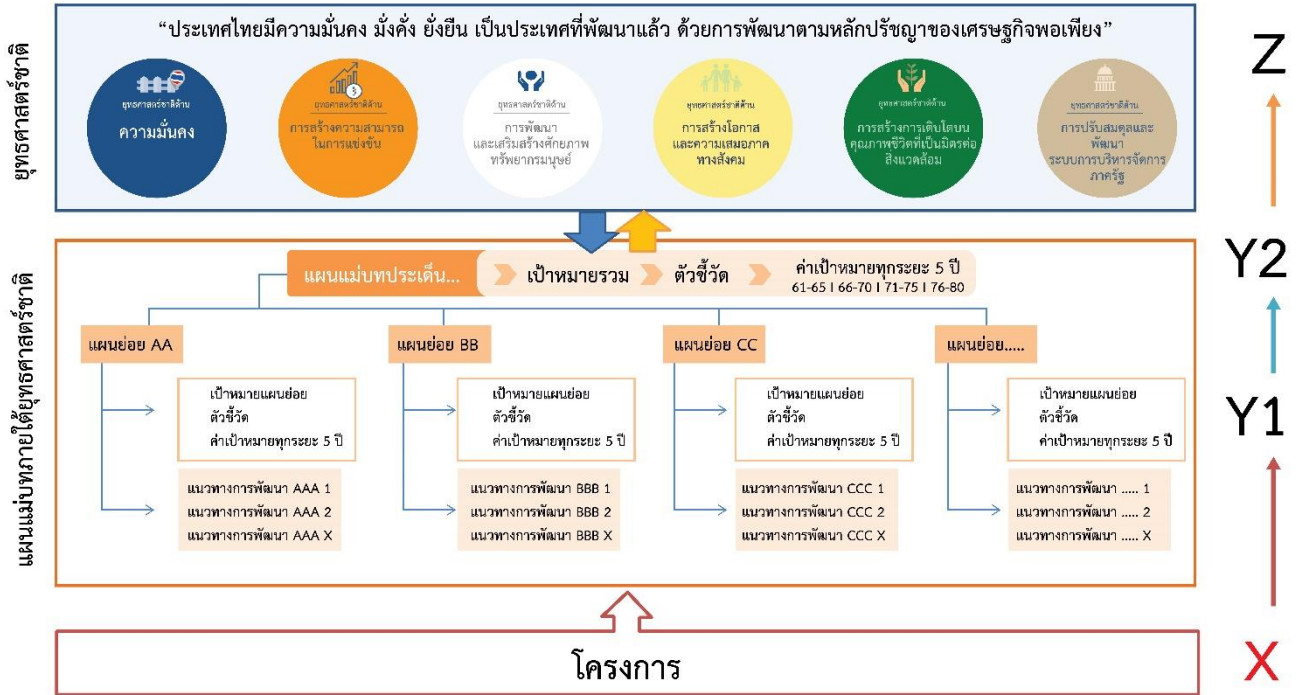 ยุทธศาสตร์ชาติ
“ประเทศไทยมีความมั่นคง มั่งคั่ง ยั่งยืน เป็นประเทศที่พัฒนาแล้ว ด้วยการพัฒนาตามหลักปรัชญาของเศรษฐกิจพอเพียง”
ยุทธศาสตร์ชาติด้าน
ความมั่นคง
ยุทธศาสตร์ชาติด้าน
การสร้างความสามารถ
ในการแข่งขัน
ยุทธศาสตร์ชาติด้าน
การพัฒนา
และเสริมสร้างศักยภาพ
ทรัพยากรมนุษย์
ยุทธศาสตร์ชาติด้าน
การสร้างโอกาส
และความเสมอภาค
ทางสังคม
ยุทธศาสตร์ชาติด้าน
การสร้างการเติบโตบน
คุณภาพชีวิตที่เป็นมิตรต่อ
สิ่งแวดล้อม
ยุทธศาสตร์ชาติด้าน
การปรับสมดุลและ
พัฒนา
ระบบการบริหารจัดการ
ภาครัฐ
Z
แผนแม่บทภายใต้ยุทธศาสตร์ชาติ
แผนแม่บทประเด็น...
เป้าหมายรวม
ตัวชี้วัด
ค่าเป้าหมายทุกระยะ 5 ปี
61-65 I 66-70 I 71-75 I 76-80
Y2
แผนย่อย AA
แผนย่อย BB
แผนย่อย CC
แผนย่อย.....
เป้าหมายแผนย่อย
ตัวชี้วัด
ค่าเป้าหมายทุกระยะ 5 ปี
เป้าหมายแผนย่อย
ตัวชี้วัด
ค่าเป้าหมายทุกระยะ 5 ปี
เป้าหมายแผนย่อย
ตัวชี้วัด
ค่าเป้าหมายทุกระยะ 5 ปี
เป้าหมายแผนย่อย
ตัวชี้วัด
ค่าเป้าหมายทุกระยะ 5 ปี
Y1
แนวทางการพัฒนา AAA 1
แนวทางการพัฒนา AAA 2
แนวทางการพัฒนา AAA X
แนวทางการพัฒนา BBB 1
แนวทางการพัฒนา BBB 2
แนวทางการพัฒนา BBB X
แนวทางการพัฒนา CCC 1
แนวทางการพัฒนา CCC 2
แนวทางการพัฒนา CCC X
แนวทางการพัฒนา ..... 1
แนวทางการพัฒนา ..... 2
แนวทางการพัฒนา ..... X
โครงการ
X